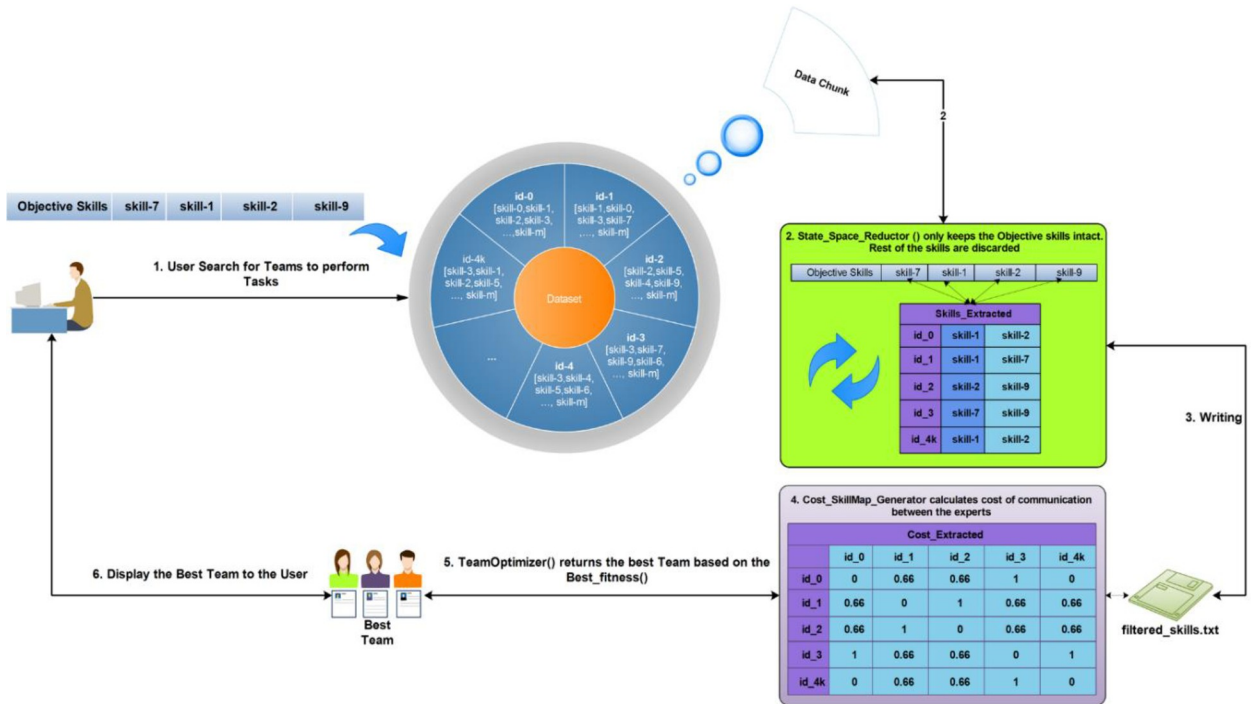 Data Chunk
2
Objective Skills skill-7 skill-1 skill-2 skill-9
1. User Search for Teams to perform
Tasks
id-0
[skill-0,skill-1,
skill-2,skill-3,
...,skill-m]
id-1
[skill-1,skill-0,
skill-3,skill-7
,...,skill-m]
id-4k
[skill-3,skill-1,
skill-2,skill-5,
..., skill-m]
id-2
[skill-2,skill-5,
skill-4,skill-9,
..., skill-m]
Dataset
...
id-3
[skill-3,skill-7,
skill-9,skill-6,
..., skill-m]
id-4
[skill-3,skill-4,
skill-5,skill-6,
..., skill-m]
2. State_Space_Reductor () only keeps the Objective skills intact.
Rest of the skills are discarded
Objective Skills skill-7 skill-1 skill-2 skill-9
Skills_Extracted
id_0 skill-1 skill-2
id_1 skill-1 skill-7
id_2 skill-2 skill-9
id_3 skill-7 skill-9
id_4k skill-1 skill-2
3. Writing
4. Cost_SkillMap_Generator calculates cost of communication
between the experts
Cost_Extracted
id_0 id_1 id_2 id_3 id_4k
id_0 0 0.66 0.66 1 0
id_1 0.66 0 1 0.66 0.66
id_2 0.66 1 0 0.66 0.66
id_3 1 0.66 0.66 0 1
id_4k 0 0.66 0.66 1 0
filtered_skills.txt
5. TeamOptimizer() returns the best Team based on the
Best_fitness()
Best
Team
6. Display the Best Team to the User